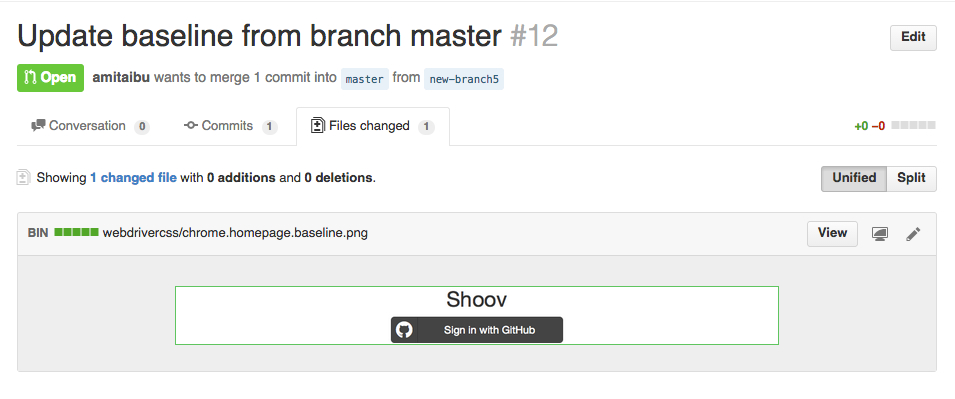 Update baseline from branch master #12
Edit
Open amitaibu wants to merge 1 commit into master from new-branch5
Conversation 0 Commits 1 Files changed 1 +0 −0
Showing 1 changed file with 0 additions and 0 deletions.
Unified Split
BIN webdrivercss/chrome.homepage.baseline.png View
Shoov
Sign in with GitHub